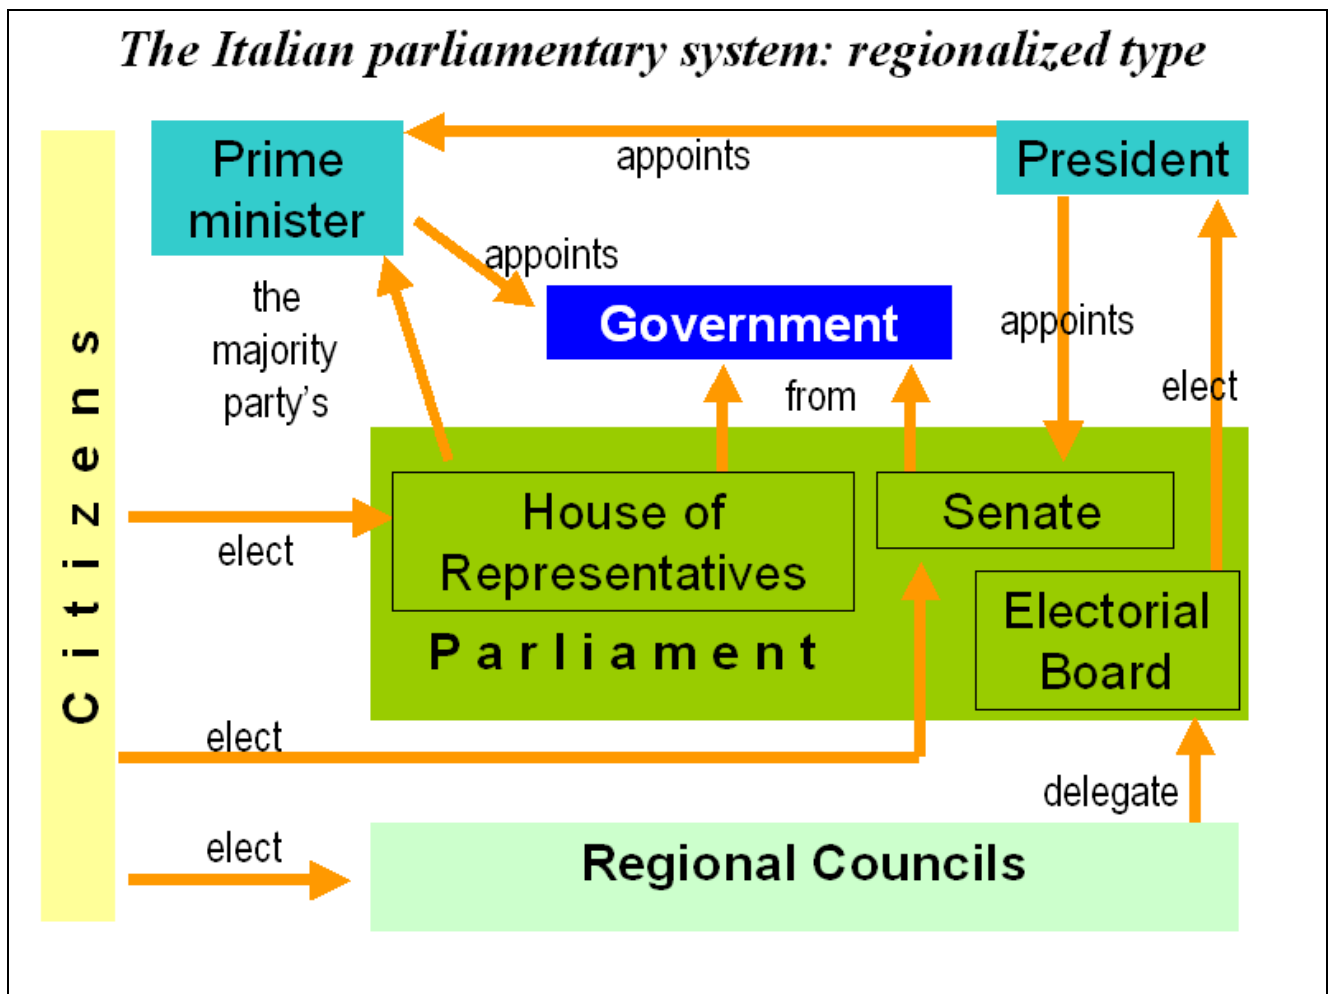 The Italian parliamentary system: regionalized type
Prime
minister
appoints
President
appoints
the
majority
party's
Government
appoints
from
elect
Citizens
elect
House of
Representatives
Senate
Parliament
Electorial
Board
elect
delegate
elect
Regional Councils